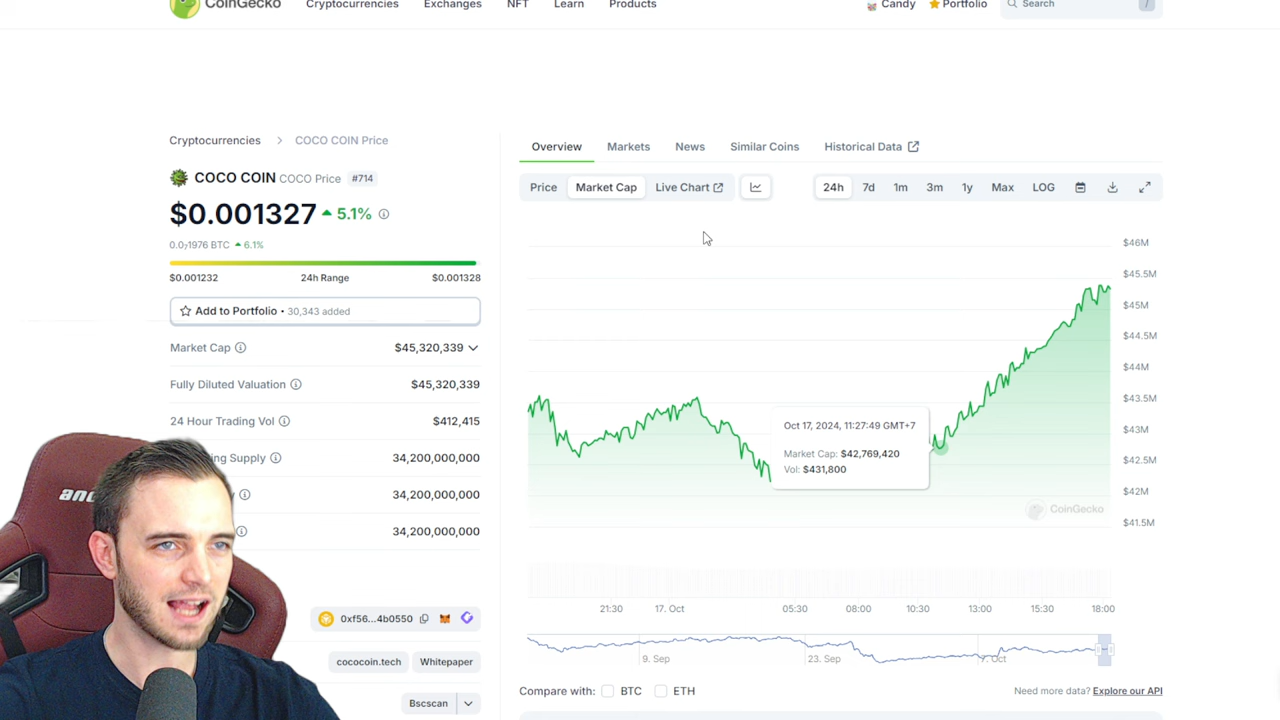 CoinGecko
Cryptocurrencies
Exchanges
NFT
Learn
Products
Candy
Portfolio
Search
/
Cryptocurrencies > COCO COIN Price
COCO COIN COCO Price #714
$0.001327 5.1%
0.0₇1976 BTC 6.1%
$0.001232 24h Range $0.001328
Add to Portfolio • 30,343 added
Market Cap $45,320,339
Fully Diluted Valuation $45,320,339
24 Hour Trading Vol $412,415
ng Supply 34,200,000,000
34,200,000,000
34,200,000,000
0xf56...4b0550
cococoin.tech Whitepaper
Bscscan
Overview Markets News Similar Coins Historical Data
Price Market Cap Live Chart
24h 7d 1m 3m 1y Max LOG
$46M
$45.5M
$45M
$44.5M
$44M
$43.5M
$43M
$42.5M
$42M
$41.5M
Oct 17, 2024, 11:27:49 GMT+7
Market Cap: $42,769,420
Vol: $431,800
CoinGecko
21:30 17. Oct 05:30 08:00 10:30 13:00 15:30 18:00
9. Sep 23. Sep 7. Oct
Compare with: BTC ETH
Need more data? Explore our API